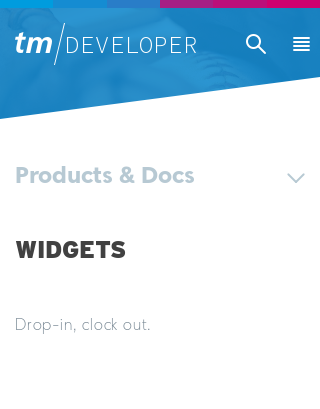 tm/DEVELOPER
Products & Docs
WIDGETS
Drop-in, clock out.